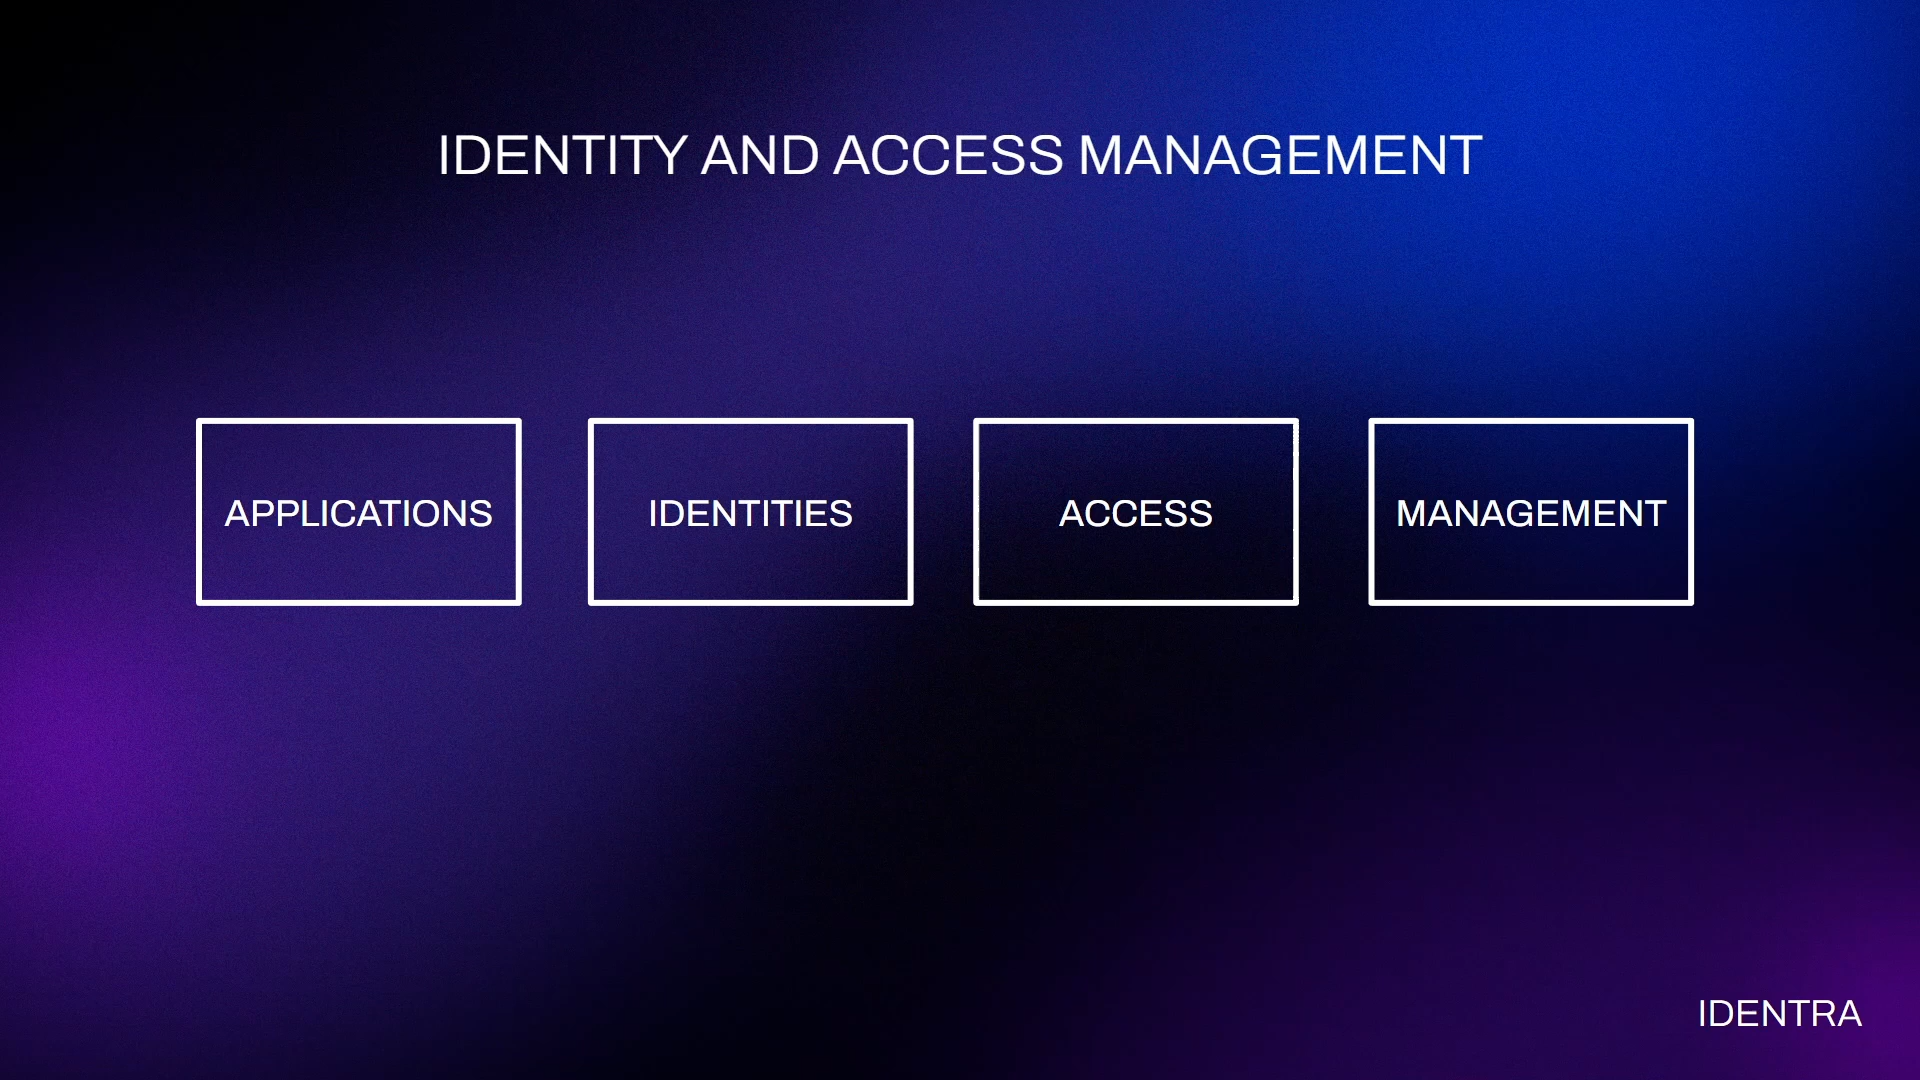 IDENTITY AND ACCESS MANAGEMENT
APPLICATIONS
IDENTITIES
ACCESS
MANAGEMENT
IDENTRA